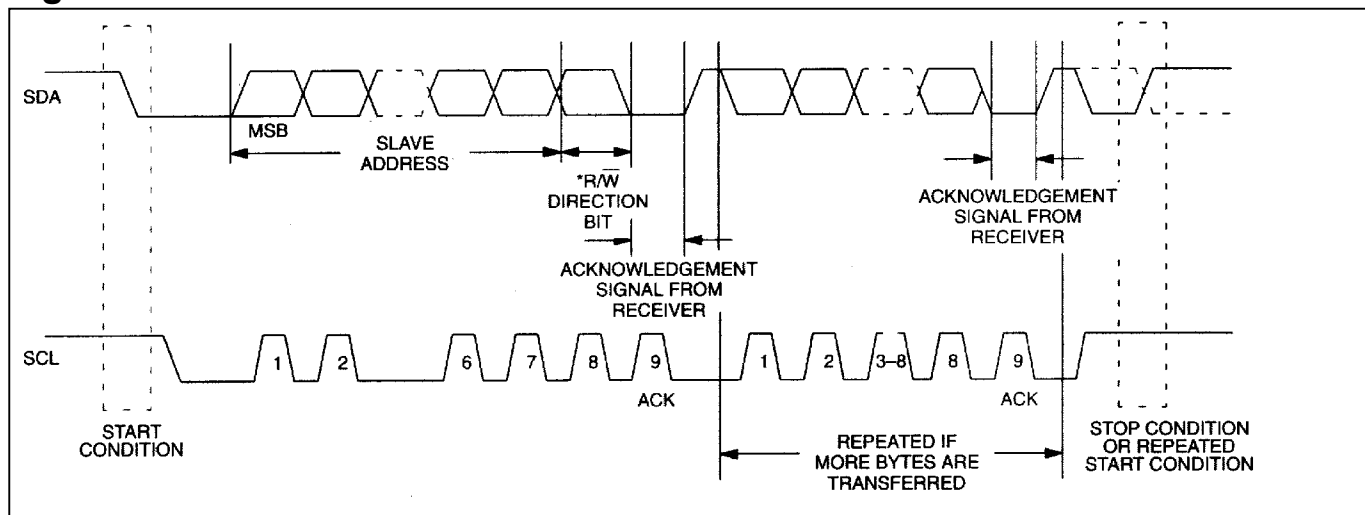 SDA
MSB
SLAVE
ADDRESS
*R/W̅
DIRECTION
BIT
ACKNOWLEDGEMENT
SIGNAL FROM
RECEIVER
ACKNOWLEDGEMENT
SIGNAL FROM
RECEIVER
SCL
1 2 6 7 8 9 1 2 3–8 8 9
ACK ACK
START
CONDITION
REPEATED IF
MORE BYTES ARE
TRANSFERRED
STOP CONDITION
OR REPEATED
START CONDITION